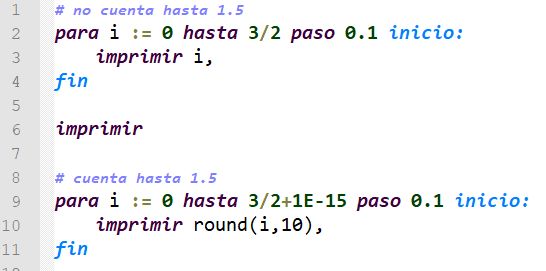 1 # no cuenta hasta 1.5
2 para i := 0 hasta 3/2 paso 0.1 inicio:
3 imprimir i,
4 fin
5
6 imprimir
7
8 # cuenta hasta 1.5
9 para i := 0 hasta 3/2+1E-15 paso 0.1 inicio:
10 imprimir round(i,10),
11 fin